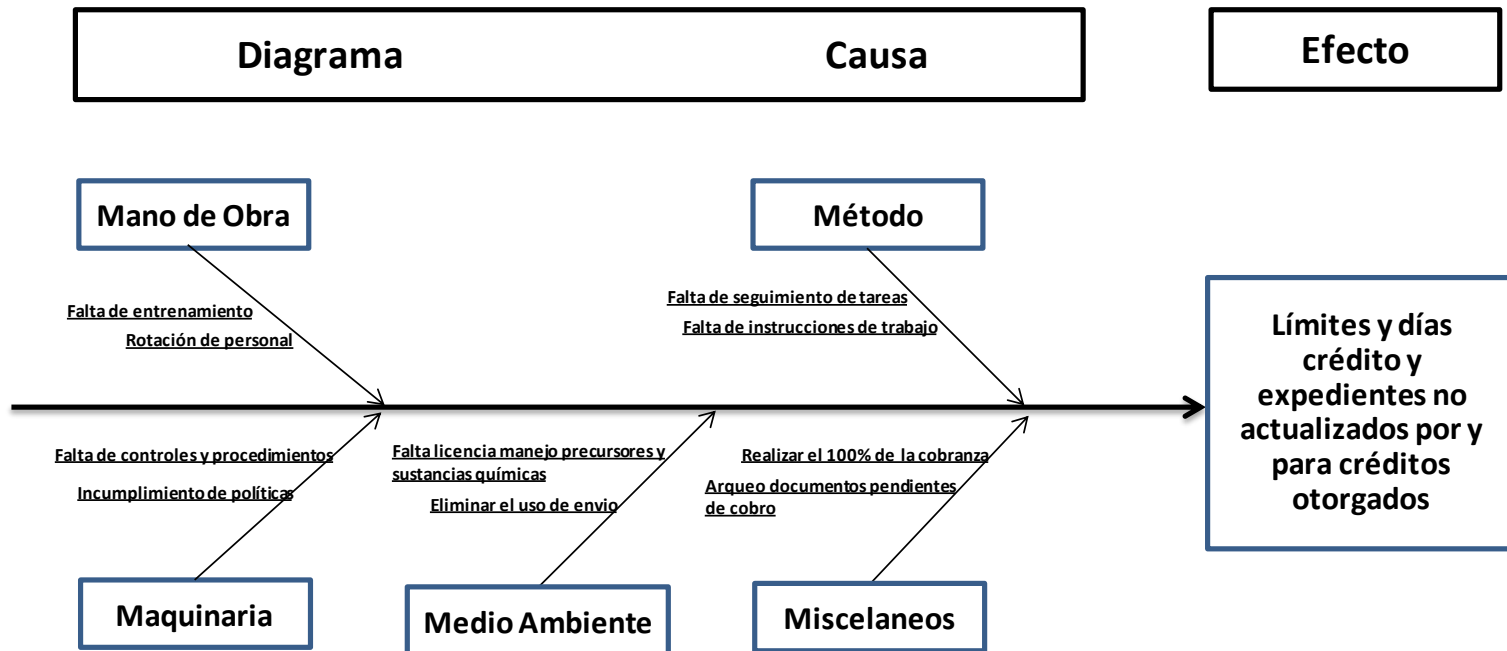 Diagrama Causa
Efecto
Mano de Obra
Método
Falta de entrenamiento
Rotación de personal
Falta de seguimiento de tareas
Falta de instrucciones de trabajo
Límites y días
crédito y
expedientes no
actualizados por y
para créditos
otorgados
Falta de controles y procedimientos
Incumplimiento de políticas
Falta licencia manejo precursores y
sustancias químicas
Eliminar el uso de envio
Realizar el 100% de la cobranza
Arqueo documentos pendientes
de cobro
Maquinaria
Medio Ambiente
Miscelaneos